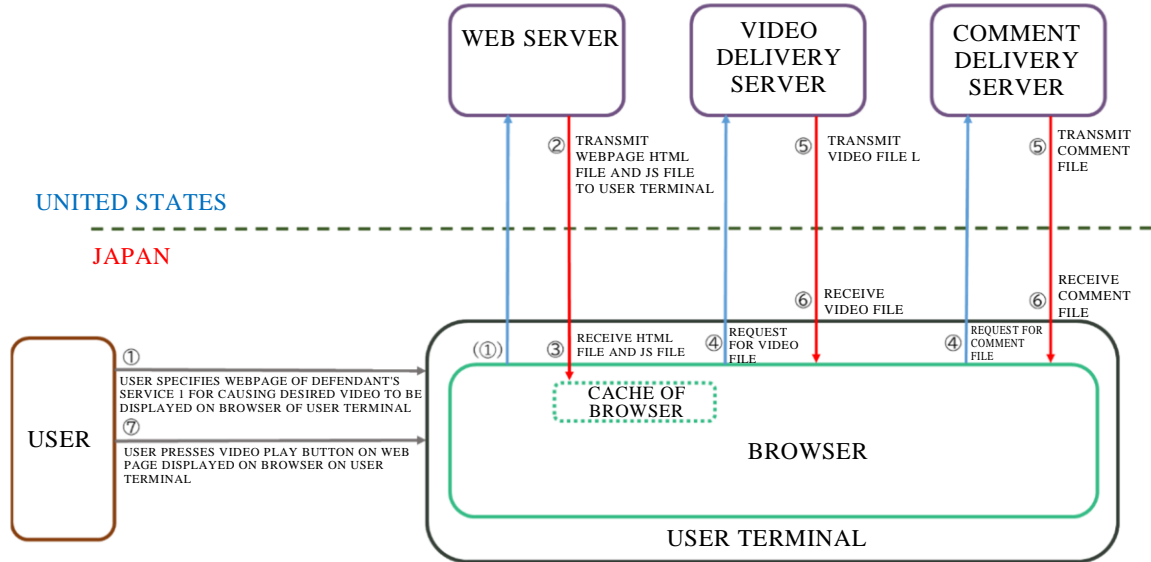 WEB SERVER
VIDEO
DELIVERY
SERVER
COMMENT
DELIVERY
SERVER
② TRANSMIT
WEBPAGE HTML
FILE AND JS FILE
TO USER TERMINAL
⑤ TRANSMIT
VIDEO FILE L
⑤ TRANSMIT
COMMENT
FILE
UNITED STATES
JAPAN
⑥ RECEIVE
VIDEO FILE
⑥ RECEIVE
COMMENT
FILE
(①)
③ RECEIVE HTML
FILE AND JS FILE
④ REQUEST
FOR VIDEO
FILE
④ REQUEST FOR
COMMENT
FILE
①
USER SPECIFIES WEBPAGE OF DEFENDANT'S
SERVICE 1 FOR CAUSING DESIRED VIDEO TO BE
DISPLAYED ON BROWSER OF USER TERMINAL
CACHE OF
BROWSER
USER
⑦
USER PRESSES VIDEO PLAY BUTTON ON WEB
PAGE DISPLAYED ON BROWSER ON USER
TERMINAL
BROWSER
USER TERMINAL